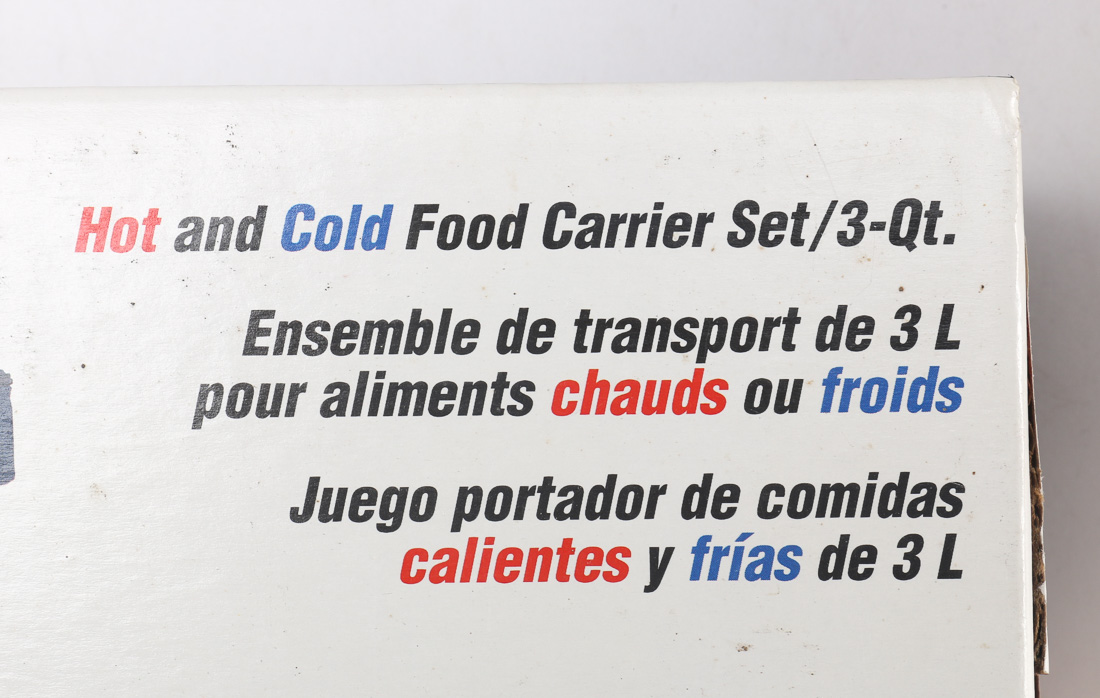 Hot and Cold Food Carrier Set/3-Qt.
Ensemble de transport de 3 L
pour aliments chauds ou froids
Juego portador de comidas
calientes y frías de 3 L